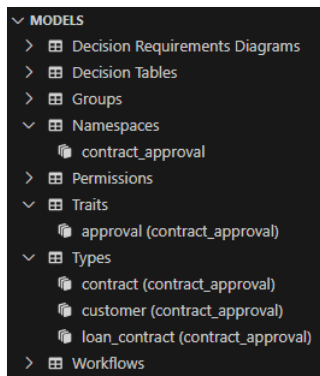 MODELS
Decision Requirements Diagrams
Decision Tables
Groups
Namespaces
contract_approval
Permissions
Traits
approval (contract_approval)
Types
contract (contract_approval)
customer (contract_approval)
loan_contract (contract_approval)
Workflows